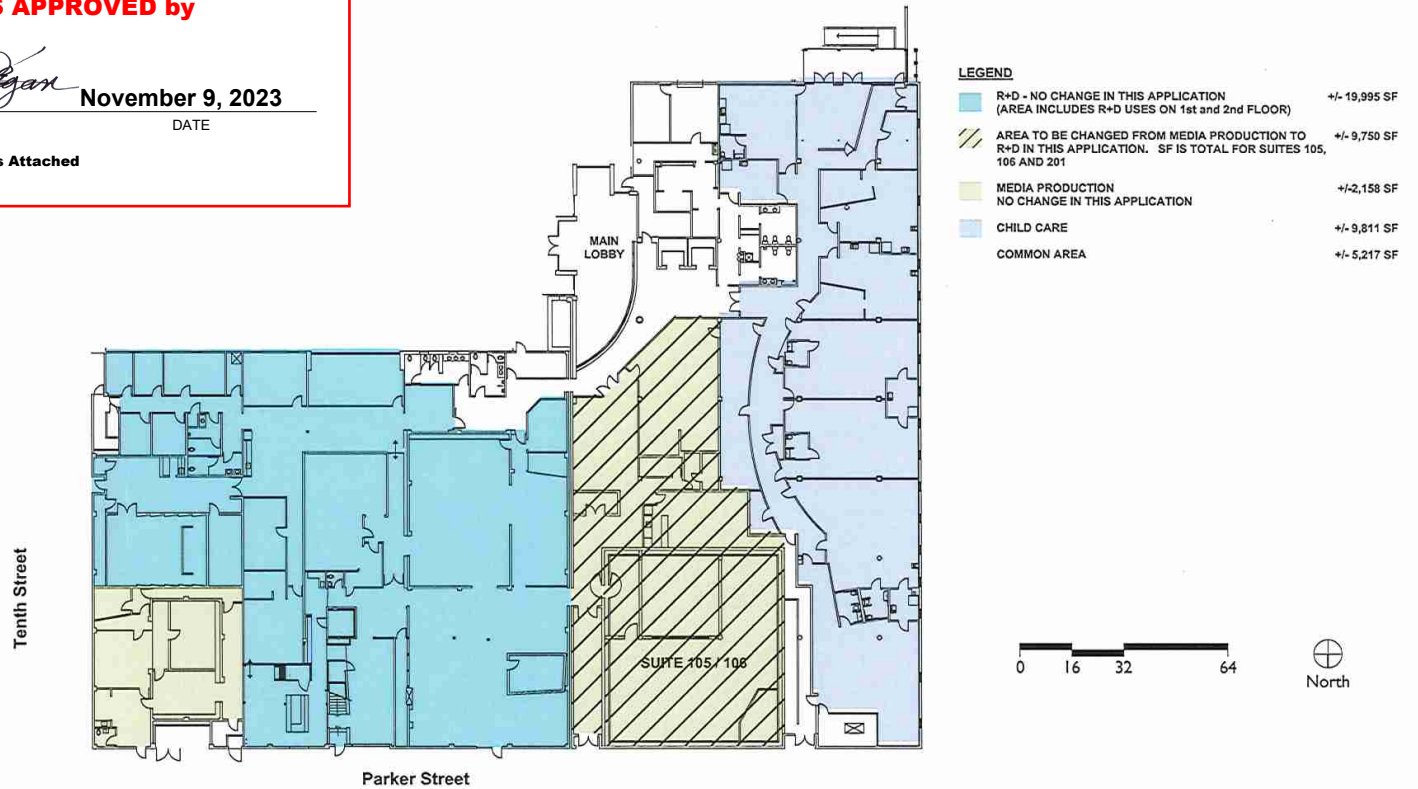 S APPROVED by
November 9, 2023
DATE
s Attached
LEGEND
R+D - NO CHANGE IN THIS APPLICATION +/- 19,995 SF
(AREA INCLUDES R+D USES ON 1st and 2nd FLOOR)
AREA TO BE CHANGED FROM MEDIA PRODUCTION TO +/- 9,750 SF
R+D IN THIS APPLICATION. SF IS TOTAL FOR SUITES 105,
106 AND 201
MEDIA PRODUCTION +/-2,158 SF
NO CHANGE IN THIS APPLICATION
CHILD CARE +/- 9,811 SF
COMMON AREA +/- 5,217 SF
MAIN
LOBBY
SUITE 105 / 106
Tenth Street
Parker Street
0 16 32 64
North